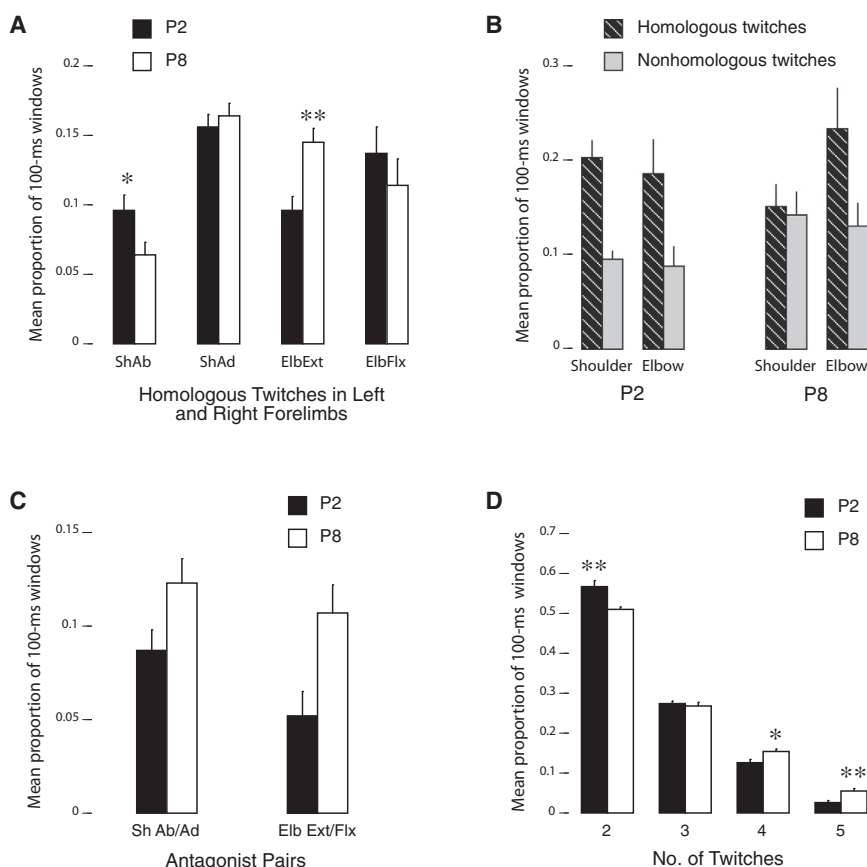 A
P2
P8
0.2
0.15
0.1
0.05
0
Mean proportion of 100-ms windows
*
**
ShAb
ShAd
ElbExt
ElbFlx
Homologous Twitches in Left
and Right Forelimbs
B
Homologous twitches
Nonhomologous twitches
0.3
0.2
0.1
0
Mean proportion of 100-ms windows
Shoulder
Elbow
Shoulder
Elbow
P2
P8
C
P2
P8
0.15
0.1
0.05
0
Mean proportion of 100-ms windows
Sh Ab/Ad
Elb Ext/Flx
Antagonist Pairs
D
P2
P8
0.7
0.6
0.5
0.4
0.3
0.2
0.1
0
Mean proportion of 100-ms windows
**
*
**
2
3
4
5
No. of Twitches